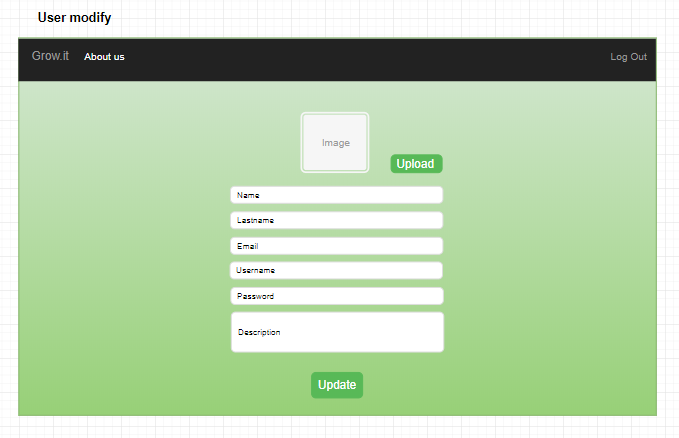 User modify
Grow.it About us Log Out
Image
Upload
Name
Lastname
Email
Username
Password
Description
Update